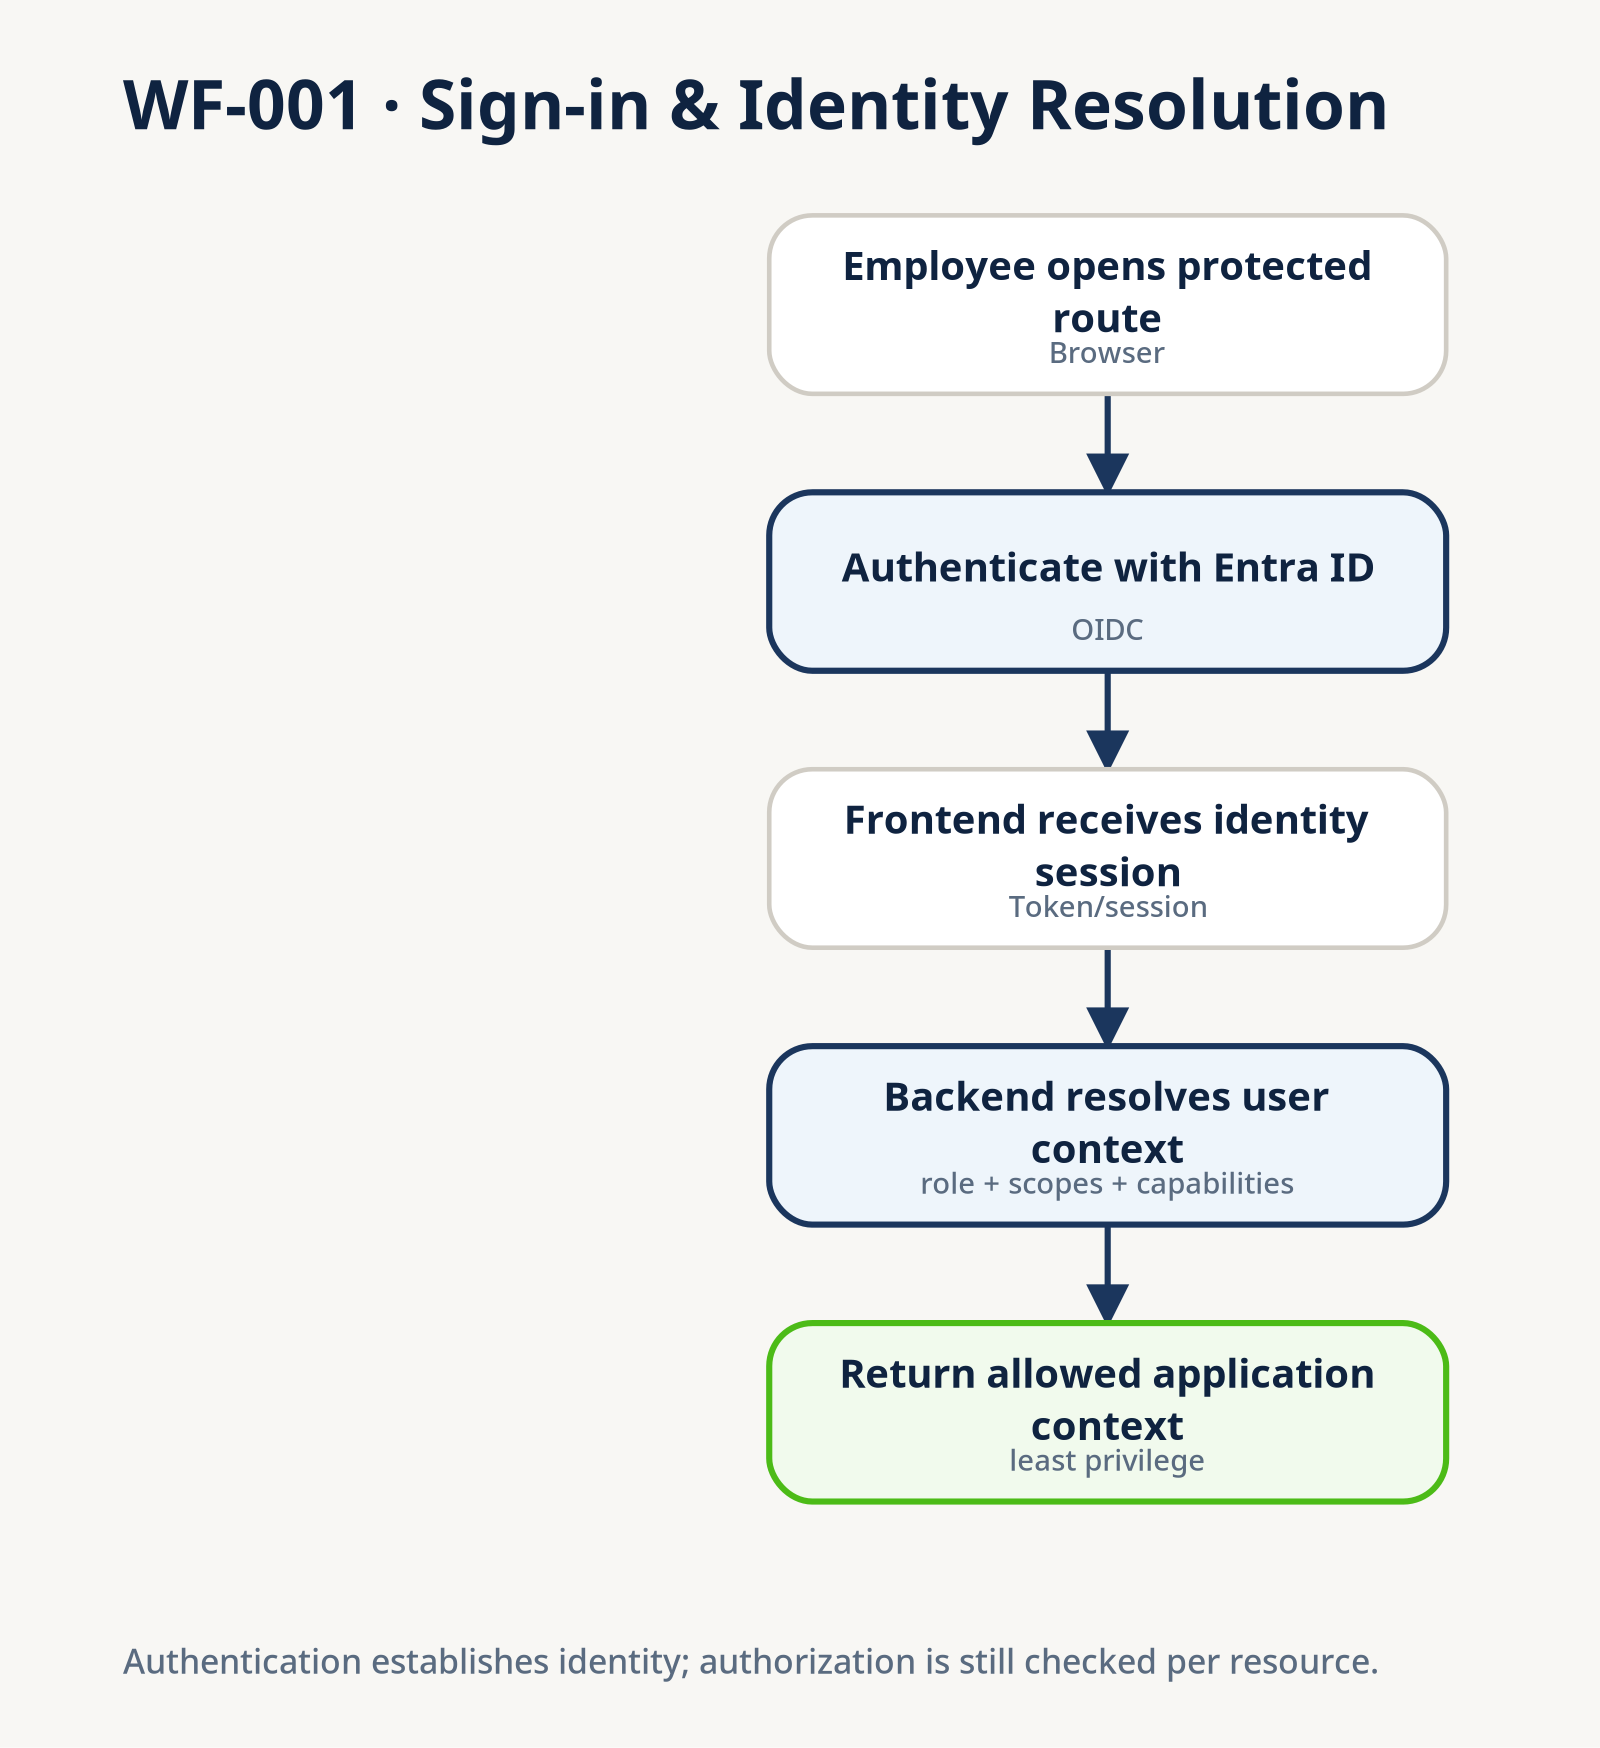 WF-001 · Sign-in & Identity Resolution
Employee opens protected
route
Browser
Authenticate with Entra ID
OIDC
Frontend receives identity
session
Token/session
Backend resolves user
context
role + scopes + capabilities
Return allowed application
context
least privilege
Authentication establishes identity; authorization is still checked per resource.